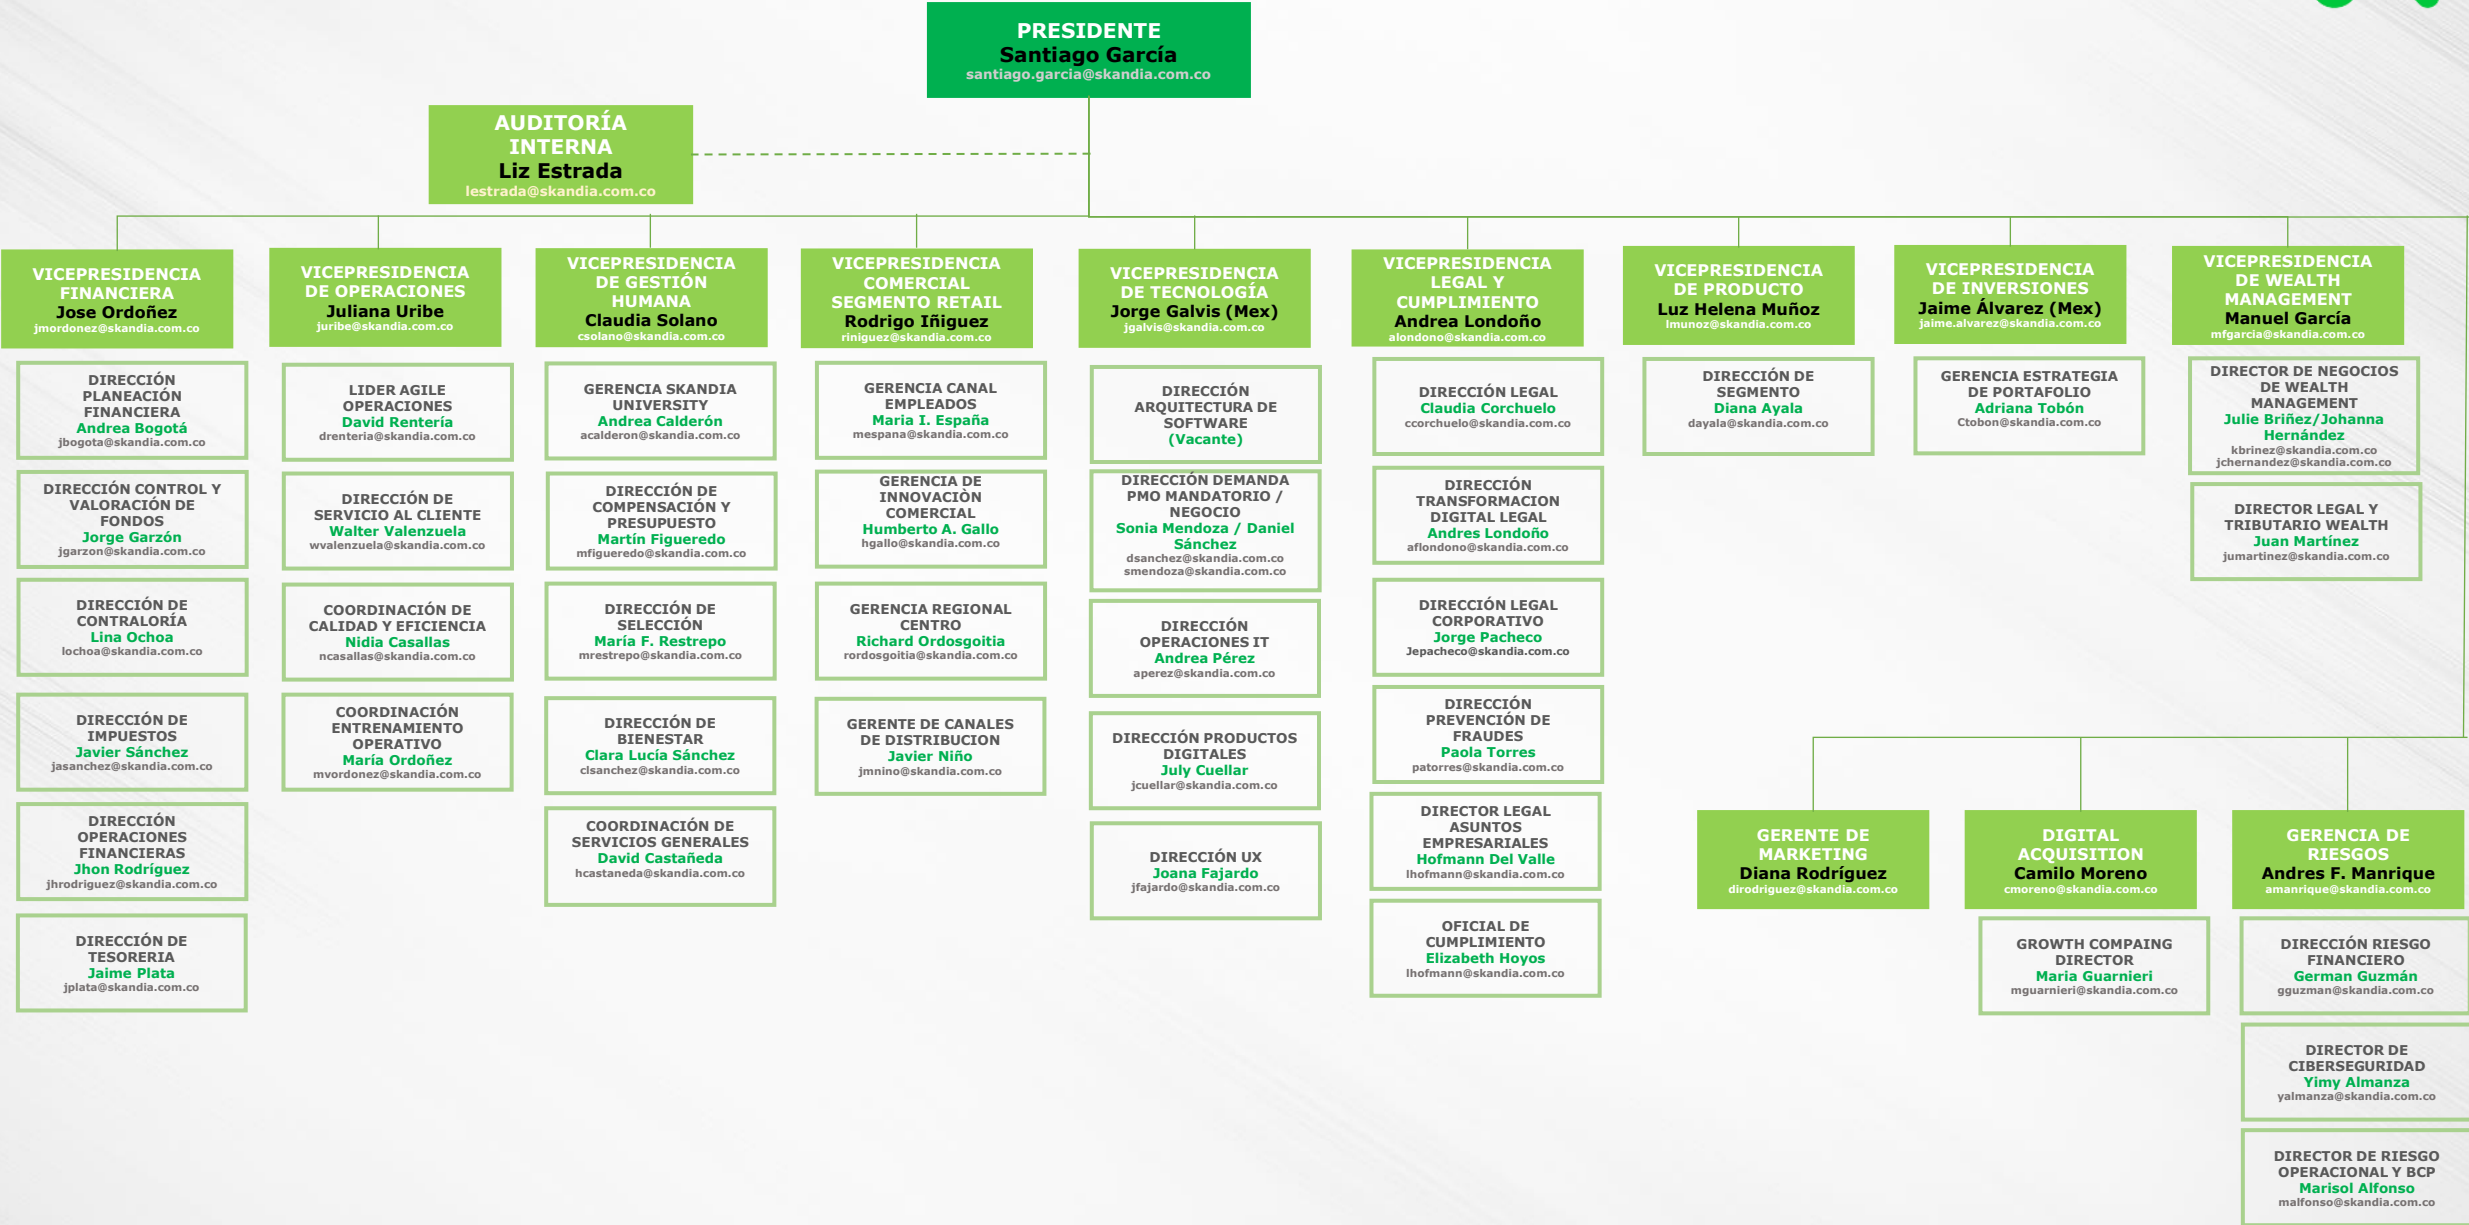 PRESIDENTE
Santiago García
santiago.garcia@skandia.com.co
AUDITORÍA
INTERNA
Liz Estrada
lestrada@skandia.com.co
VICEPRESIDENCIA
FINANCIERA
Jose Ordoñez
jmordonez@skandia.com.co
DIRECCIÓN
PLANEACIÓN
FINANCIERA
Andrea Bogotá
jbogota@skandia.com.co
DIRECCIÓN CONTROL Y
VALORACIÓN DE
FONDOS
Jorge Garzón
jgarzon@skandia.com.co
DIRECCIÓN DE
CONTRALORÍA
Lina Ochoa
lochoa@skandia.com.co
DIRECCIÓN DE
IMPUESTOS
Javier Sánchez
jasanchez@skandia.com.co
DIRECCIÓN
OPERACIONES
FINANCIERAS
Jhon Rodríguez
jhrodriguez@skandia.com.co
DIRECCIÓN DE
TESORERIA
Jaime Plata
jplata@skandia.com.co
VICEPRESIDENCIA
DE OPERACIONES
Juliana Uribe
juribe@skandia.com.co
LIDER AGILE
OPERACIONES
David Rentería
drenteria@skandia.com.co
DIRECCIÓN DE
SERVICIO AL CLIENTE
Walter Valenzuela
wvalenzuela@skandia.com.co
COORDINACIÓN DE
CALIDAD Y EFICIENCIA
Nidia Casallas
ncasallas@skandia.com.co
COORDINACIÓN
ENTRENAMIENTO
OPERATIVO
María Ordoñez
mvordonez@skandia.com.co
VICEPRESIDENCIA
DE GESTIÓN
HUMANA
Claudia Solano
csolano@skandia.com.co
GERENCIA SKANDIA
UNIVERSITY
Andrea Calderón
acalderon@skandia.com.co
DIRECCIÓN DE
COMPENSACIÓN Y
PRESUPUESTO
Martín Figueredo
mfigueredo@skandia.com.co
DIRECCIÓN DE
SELECCIÓN
María F. Restrepo
mrestrepo@skandia.com.co
DIRECCIÓN DE
BIENESTAR
Clara Lucía Sánchez
clsanchez@skandia.com.co
COORDINACIÓN DE
SERVICIOS GENERALES
David Castañeda
hcastaneda@skandia.com.co
VICEPRESIDENCIA
COMERCIAL
SEGMENTO RETAIL
Rodrigo Iñiguez
riniguez@skandia.com.co
GERENCIA CANAL
EMPLEADOS
Maria I. España
mespana@skandia.com.co
GERENCIA DE
INNOVACIÒN
COMERCIAL
Humberto A. Gallo
hgallo@skandia.com.co
GERENCIA REGIONAL
CENTRO
Richard Ordosgoitia
rordosgoitia@skandia.com.co
GERENTE DE CANALES
DE DISTRIBUCION
Javier Niño
jmnino@skandia.com.co
VICEPRESIDENCIA
DE TECNOLOGÍA
Jorge Galvis (Mex)
jgalvis@skandia.com.co
DIRECCIÓN
ARQUITECTURA DE
SOFTWARE
(Vacante)
DIRECCIÓN DEMANDA
PMO MANDATORIO /
NEGOCIO
Sonia Mendoza / Daniel
Sánchez
dsanchez@skandia.com.co
smendoza@skandia.com.co
DIRECCIÓN
OPERACIONES IT
Andrea Pérez
aperez@skandia.com.co
DIRECCIÓN PRODUCTOS
DIGITALES
July Cuellar
jcuellar@skandia.com.co
DIRECCIÓN UX
Joana Fajardo
jfajardo@skandia.com.co
VICEPRESIDENCIA
LEGAL Y
CUMPLIMIENTO
Andrea Londoño
alondono@skandia.com.co
DIRECCIÓN LEGAL
Claudia Corchuelo
ccorchuelo@skandia.com.co
DIRECCIÓN
TRANSFORMACION
DIGITAL LEGAL
Andres Londoño
aflondono@skandia.com.co
DIRECCIÓN LEGAL
CORPORATIVO
Jorge Pacheco
Jepacheco@skandia.com.co
DIRECCIÓN
PREVENCIÓN DE
FRAUDES
Paola Torres
patorres@skandia.com.co
DIRECTOR LEGAL
ASUNTOS
EMPRESARIALES
Hofmann Del Valle
lhofmann@skandia.com.co
OFICIAL DE
CUMPLIMIENTO
Elizabeth Hoyos
lhofmann@skandia.com.co
VICEPRESIDENCIA
DE PRODUCTO
Luz Helena Muñoz
lmunoz@skandia.com.co
DIRECCIÓN DE
SEGMENTO
Diana Ayala
dayala@skandia.com.co
VICEPRESIDENCIA
DE INVERSIONES
Jaime Álvarez (Mex)
jaime.alvarez@skandia.com.co
GERENCIA ESTRATEGIA
DE PORTAFOLIO
Adriana Tobón
Ctobon@skandia.com.co
VICEPRESIDENCIA
DE WEALTH
MANAGEMENT
Manuel García
mfgarcia@skandia.com.co
DIRECTOR DE NEGOCIOS
DE WEALTH
MANAGEMENT
Julie Briñez/Johanna
Hernández
kbrinez@skandia.com.co
jchernandez@skandia.com.co
DIRECTOR LEGAL Y
TRIBUTARIO WEALTH
Juan Martínez
jumartinez@skandia.com.co
GERENTE DE
MARKETING
Diana Rodríguez
dirodriguez@skandia.com.co
DIGITAL
ACQUISITION
Camilo Moreno
cmoreno@skandia.com.co
GROWTH COMPAING
DIRECTOR
Maria Guarnieri
mguarnieri@skandia.com.co
GERENCIA DE
RIESGOS
Andres F. Manrique
amanrique@skandia.com.co
DIRECCIÓN RIESGO
FINANCIERO
German Guzmán
gguzman@skandia.com.co
DIRECTOR DE
CIBERSEGURIDAD
Yimy Almanza
yalmanza@skandia.com.co
DIRECTOR DE RIESGO
OPERACIONAL Y BCP
Marisol Alfonso
malfonso@skandia.com.co